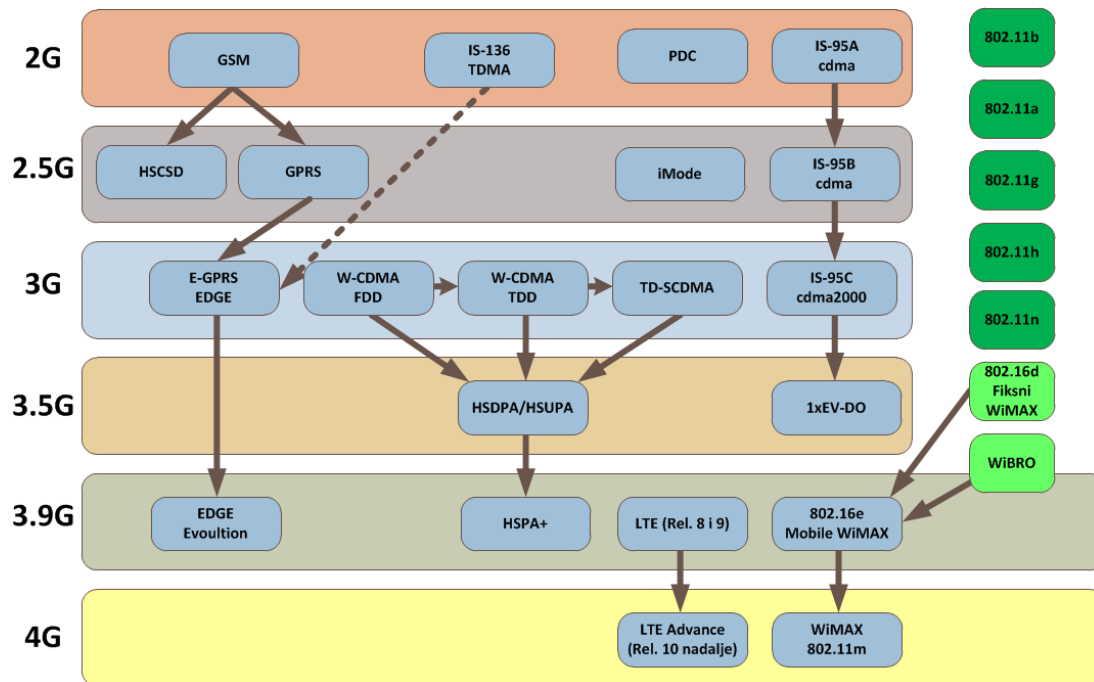 2G
GSM
IS-136
TDMA
PDC
IS-95A
cdma
802.11b
802.11a
2.5G
HSCSD
GPRS
iMode
IS-95B
cdma
802.11g
802.11h
3G
E-GPRS
EDGE
W-CDMA
FDD
W-CDMA
TDD
TD-SCDMA
IS-95C
cdma2000
802.11n
3.5G
HSDPA/HSUPA
1xEV-DO
802.16d
Fiksni
WiMAX
WiBRO
3.9G
EDGE
Evoultion
HSPA+
LTE (Rel. 8 i 9)
802.16e
Mobile WiMAX
4G
LTE Advance
(Rel. 10 nadalje)
WiMAX
802.11m